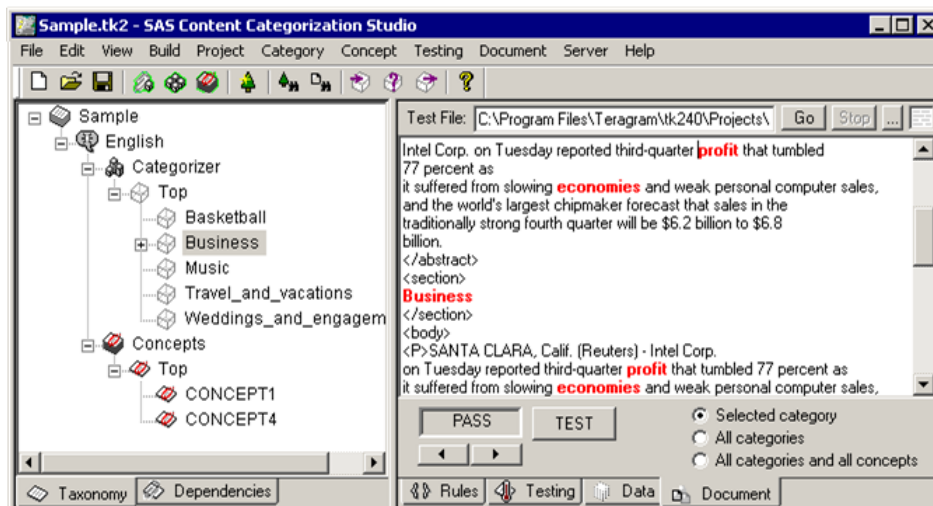 Sample.tk2 - SAS Content Categorization Studio
File Edit View Build Project Category Concept Testing Document Server Help
Sample
English
Categorizer
Top
Basketball
Business
Music
Travel_and_vacations
Weddings_and_engagem
Concepts
Top
CONCEPT1
CONCEPT4
Taxonomy Dependencies
Test File: C:\Program Files\Teragram\tk240\Projects\ Go Stop ...
Intel Corp. on Tuesday reported third-quarter profit that tumbled
77 percent as
it suffered from slowing economies and weak personal computer sales,
and the world's largest chipmaker forecast that sales in the
traditionally strong fourth quarter will be $6.2 billion to $6.8
billion.
</abstract>
<section>
Business
</section>
<body>
<P>SANTA CLARA, Calif. (Reuters) - Intel Corp.
on Tuesday reported third-quarter profit that tumbled 77 percent as
it suffered from slowing economies and weak personal computer sales,
PASS TEST
Selected category
All categories
All categories and all concepts
Rules Testing Data Document